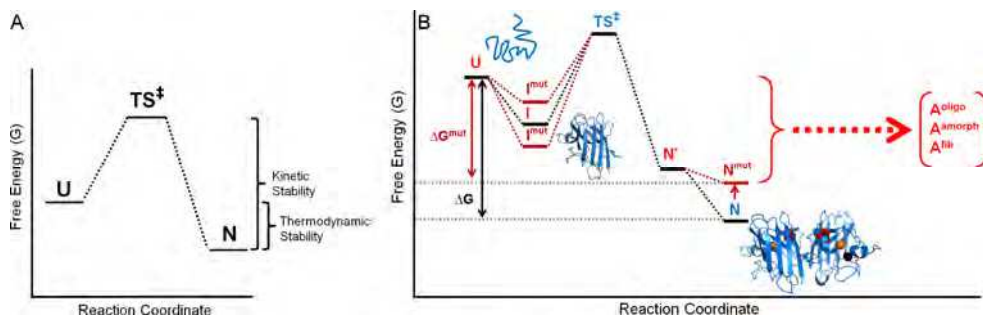 A
Free Energy (G)
TS‡
U
N
Kinetic
Stability
Thermodynamic
Stability
Reaction Coordinate
B
Free Energy (G)
U
TS‡
I^mut
I
I^mut
ΔG^mut
ΔG
N'
N^mut
N
Reaction Coordinate
A^oligo
A^amorph
A^fib